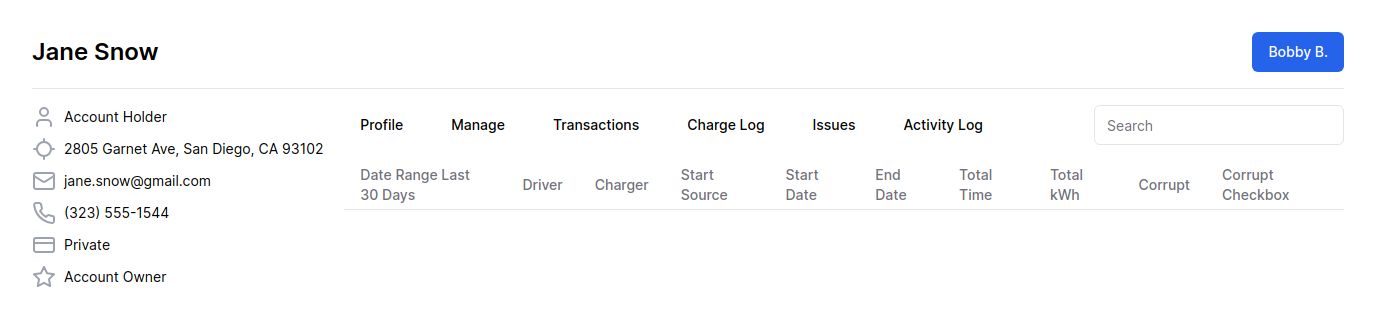 Jane Snow
Bobby B.
Account Holder
2805 Garnet Ave, San Diego, CA 93102
jane.snow@gmail.com
(323) 555-1544
Private
Account Owner
Profile Manage Transactions Charge Log Issues Activity Log Search
Date Range Last 30 Days Driver Charger Start Source Start Date End Date Total Time Total kWh Corrupt Corrupt Checkbox